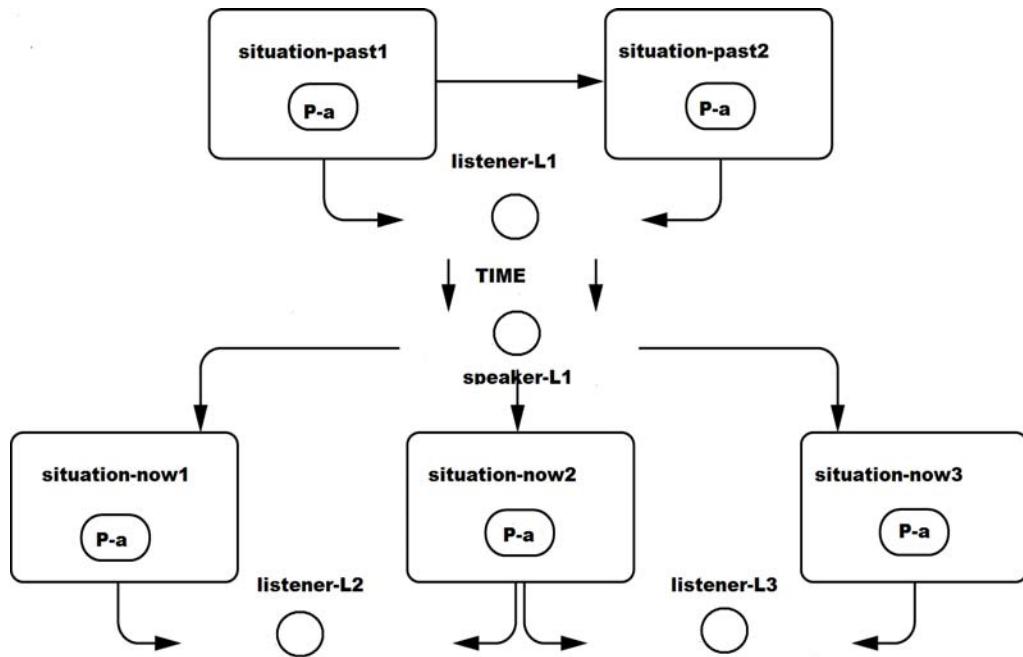 situation-past1
situation-past2
P-a
P-a
listener-L1
TIME
speaker-L1
situation-now1
situation-now2
situation-now3
P-a
P-a
P-a
listener-L2
listener-L3